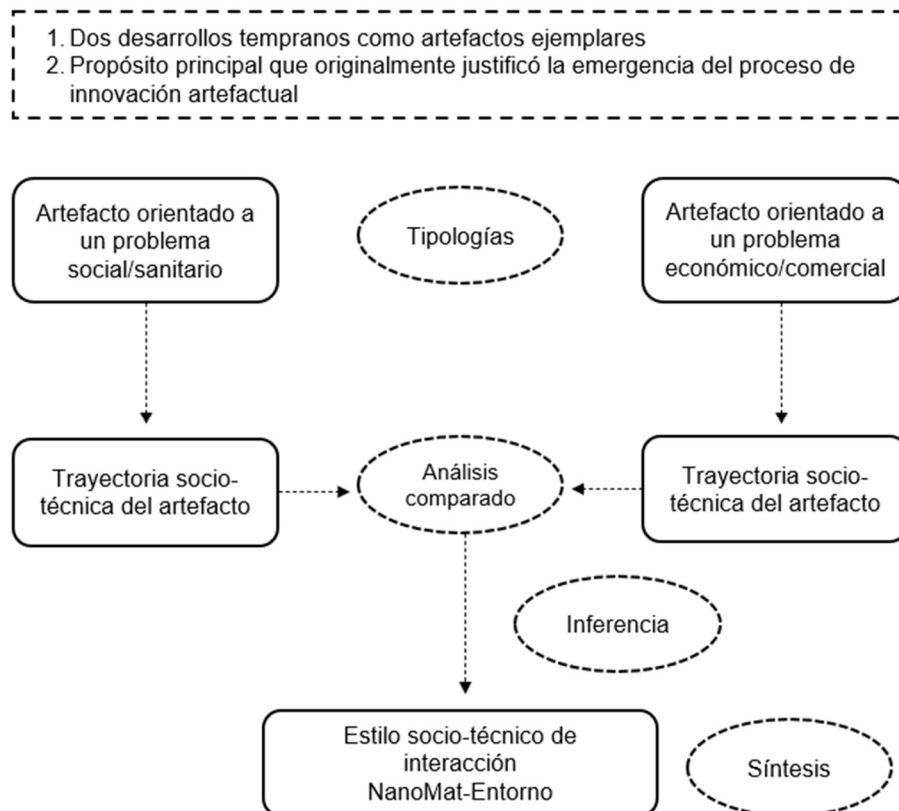 1. Dos desarrollos tempranos como artefactos ejemplares
2. Propósito principal que originalmente justificó la emergencia del proceso de
innovación artefactual
Artefacto orientado a
un problema
social/sanitario
Tipologías
Artefacto orientado a
un problema
económico/comercial
Trayectoria socio-
técnica del artefacto
Análisis
comparado
Trayectoria socio-
técnica del artefacto
Inferencia
Estilo socio-técnico de
interacción
NanoMat-Entorno
Síntesis